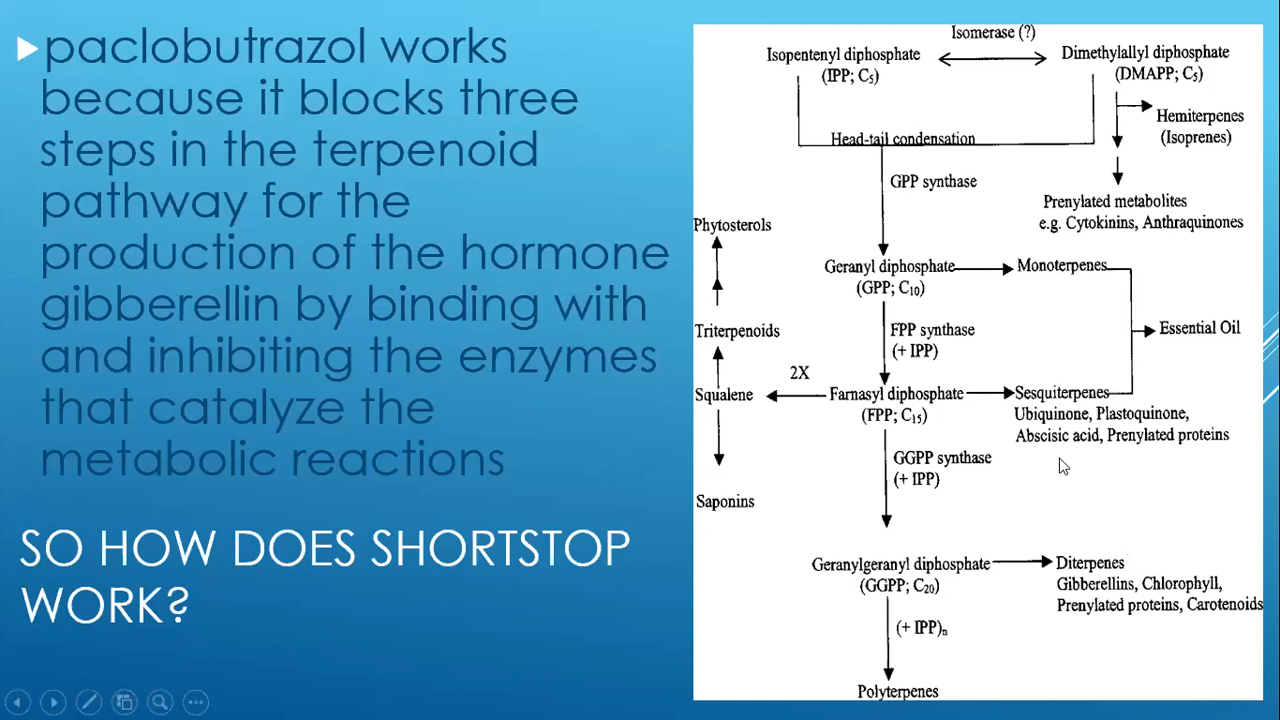 paclobutrazol works
because it blocks three
steps in the terpenoid
pathway for the
production of the hormone
gibberellin by binding with
and inhibiting the enzymes
that catalyze the
metabolic reactions
SO HOW DOES SHORTSTOP
WORK?
Isomerase (?)
Isopentenyl diphosphate
(IPP; C₅)
Dimethylallyl diphosphate
(DMAPP; C₅)
Hemiterpenes
(Isoprenes)
Head-tail condensation
GPP synthase
Prenylated metabolites
e.g. Cytokinins, Anthraquinones
Phytosterols
Geranyl diphosphate
(GPP; C₁₀)
Monoterpenes
Essential Oil
Triterpenoids
FPP synthase
(+ IPP)
2X
Squalene
Farnasyl diphosphate
(FPP; C₁₅)
Sesquiterpenes
Ubiquinone, Plastoquinone,
Abscisic acid, Prenylated proteins
GGPP synthase
(+ IPP)
Saponins
Geranylgeranyl diphosphate
(GGPP; C₂₀)
Diterpenes
Gibberellins, Chlorophyll,
Prenylated proteins, Carotenoids
(+ IPP)ₙ
Polyterpenes